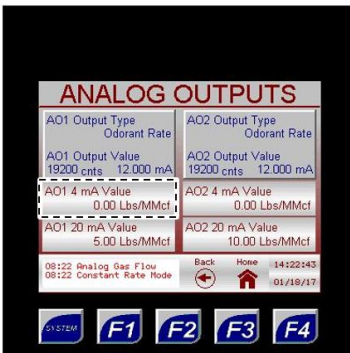 ANALOG OUTPUTS
AO1 Output Type
Odorant Rate
AO1 Output Value
19200 cnts 12.000 mA
AO2 Output Type
Odorant Rate
AO2 Output Value
19200 cnts 12.000 mA
AO1 4 mA Value
0.00 Lbs/MMcf
AO2 4 mA Value
0.00 Lbs/MMcf
AO1 20 mA Value
5.00 Lbs/MMcf
AO2 20 mA Value
10.00 Lbs/MMcf
08:22 Analog Gas Flow
08:22 Constant Rate Mode
Back
Home
14:22:43
01/18/17
SYSTEM F1 F2 F3 F4